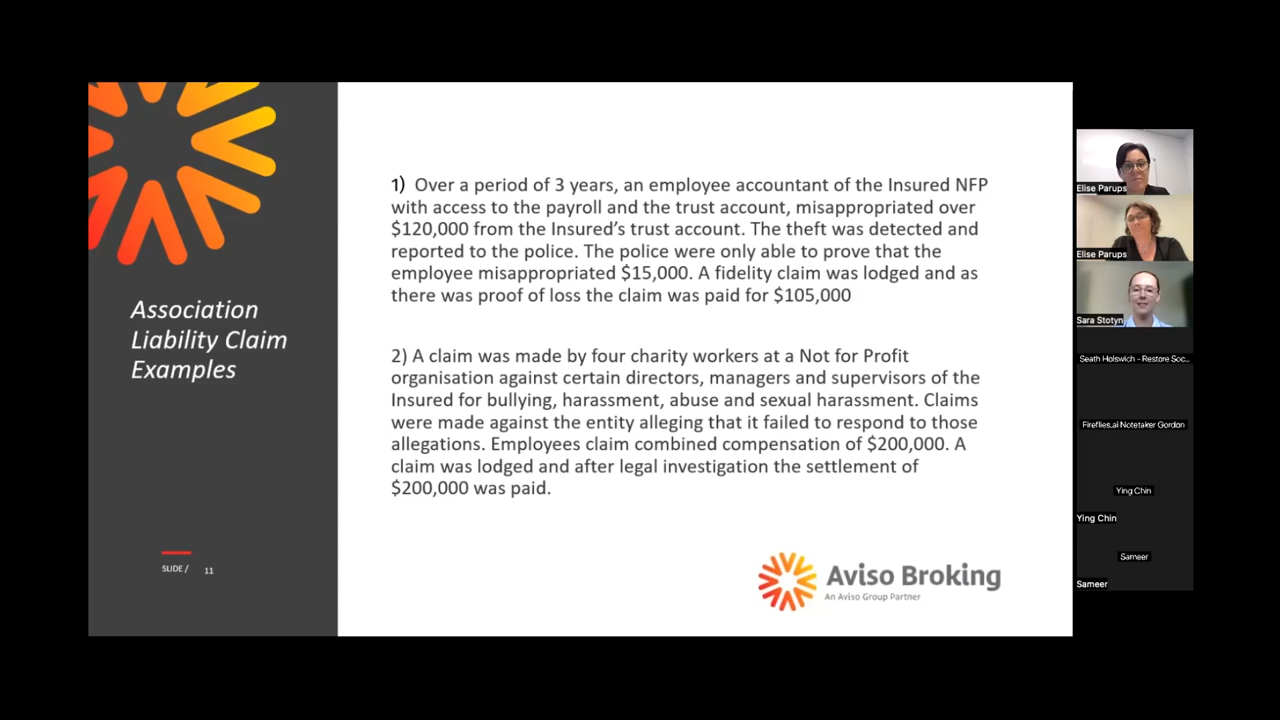 Association
Liability Claim
Examples
SLIDE / 11
1) Over a period of 3 years, an employee accountant of the Insured NFP
with access to the payroll and the trust account, misappropriated over
$120,000 from the Insured's trust account. The theft was detected and
reported to the police. The police were only able to prove that the
employee misappropriated $15,000. A fidelity claim was lodged and as
there was proof of loss the claim was paid for $105,000
2) A claim was made by four charity workers at a Not for Profit
organisation against certain directors, managers and supervisors of the
Insured for bullying, harassment, abuse and sexual harassment. Claims
were made against the entity alleging that it failed to respond to those
allegations. Employees claim combined compensation of $200,000. A
claim was lodged and after legal investigation the settlement of
$200,000 was paid.
Aviso Broking
An Aviso Group Partner
Elise Parups
Elise Parups
Sara Stotyn
Seath Holswich - Restore Soc...
Fireflies.ai Notetaker Gordon
Ying Chin
Ying Chin
Sameer
Sameer